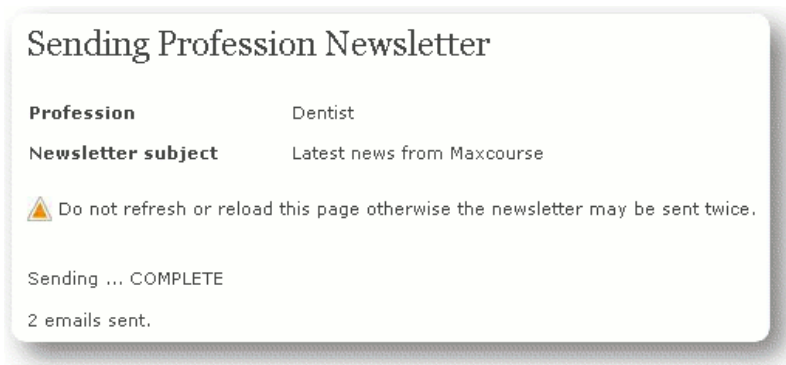 Sending Profession Newsletter
Profession Dentist
Newsletter subject Latest news from Maxcourse
Do not refresh or reload this page otherwise the newsletter may be sent twice.
Sending ... COMPLETE
2 emails sent.